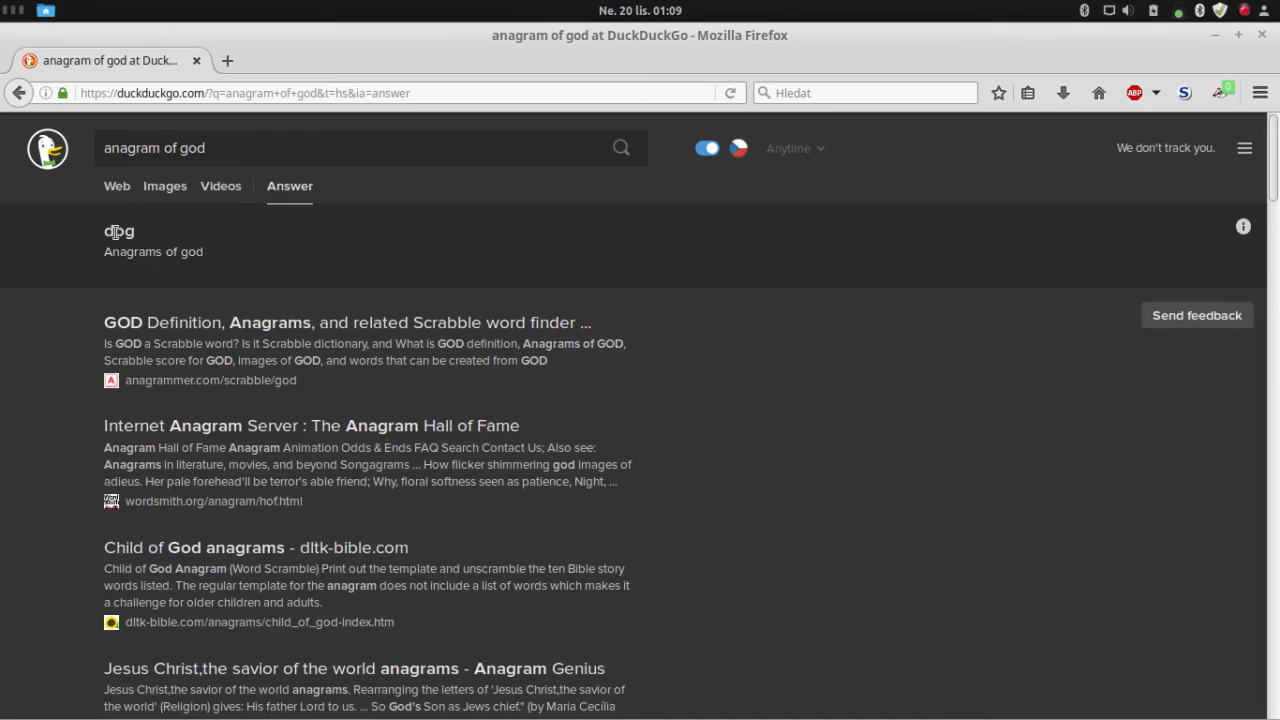 Ne. 20 lis. 01:09
anagram of god at DuckDuckGo - Mozilla Firefox
anagram of god at Duck...
https://duckduckgo.com/?q=anagram+of+god&t=hs&ia=answer
Hledat
ABP
S
0
anagram of god
Anytime
We don't track you.
Web Images Videos Answer
dog
Anagrams of god
GOD Definition, Anagrams, and related Scrabble word finder ...
Send feedback
Is GOD a Scrabble word? Is it Scrabble dictionary, and What is GOD definition, Anagrams of GOD,
Scrabble score for GOD, images of GOD, and words that can be created from GOD
A anagrammer.com/scrabble/god
Internet Anagram Server : The Anagram Hall of Fame
Anagram Hall of Fame Anagram Animation Odds & Ends FAQ Search Contact Us; Also see:
Anagrams in literature, movies, and beyond Songagrams ... How flicker shimmering god images of
adieus. Her pale forehead'll be terror's able friend; Why, floral softness seen as patience, Night, ...
wordsmith.org/anagram/hof.html
Child of God anagrams - dltk-bible.com
Child of God Anagram (Word Scramble) Print out the template and unscramble the ten Bible story
words listed. The regular template for the anagram does not include a list of words which makes it
a challenge for older children and adults.
dltk-bible.com/anagrams/child_of_god-index.htm
Jesus Christ,the savior of the world anagrams - Anagram Genius
Jesus Christ,the savior of the world anagrams. Rearranging the letters of 'Jesus Christ,the savior of
the world' (Religion) gives: His father Lord to us. ... So God's Son as Jews chief." (by Maria Cecília